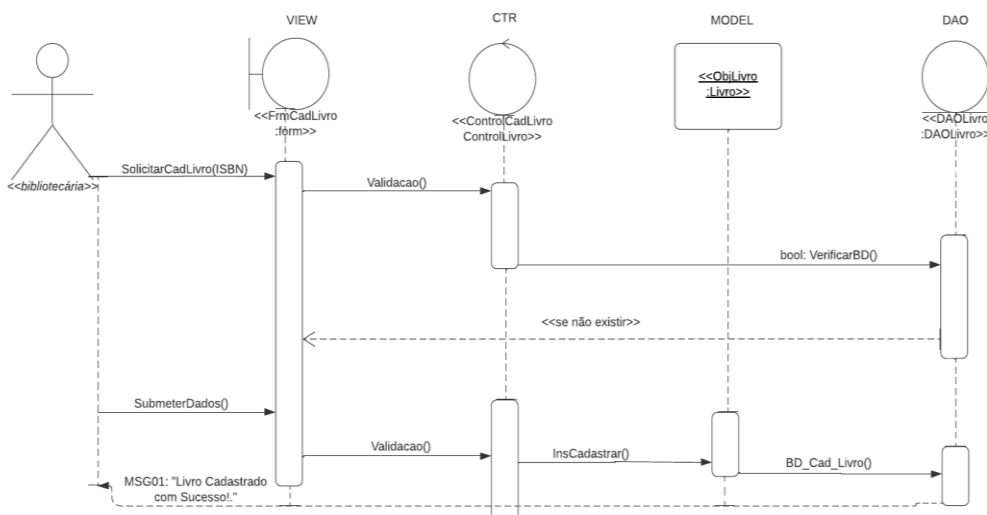 VIEW
CTR
MODEL
DAO
<<FrmCadLivro
:form>>
<<ControlCadLivro
ControlLivro>>
<<ObjLivro
:Livro>>
<<DAOLivro
:DAOLivro>>
<<bibliotecária>>
SolicitarCadLivro(ISBN)
Validacao()
bool: VerificarBD()
<<se não existir>>
SubmeterDados()
Validacao()
InsCadastrar()
BD_Cad_Livro()
MSG01: "Livro Cadastrado
com Sucesso!."